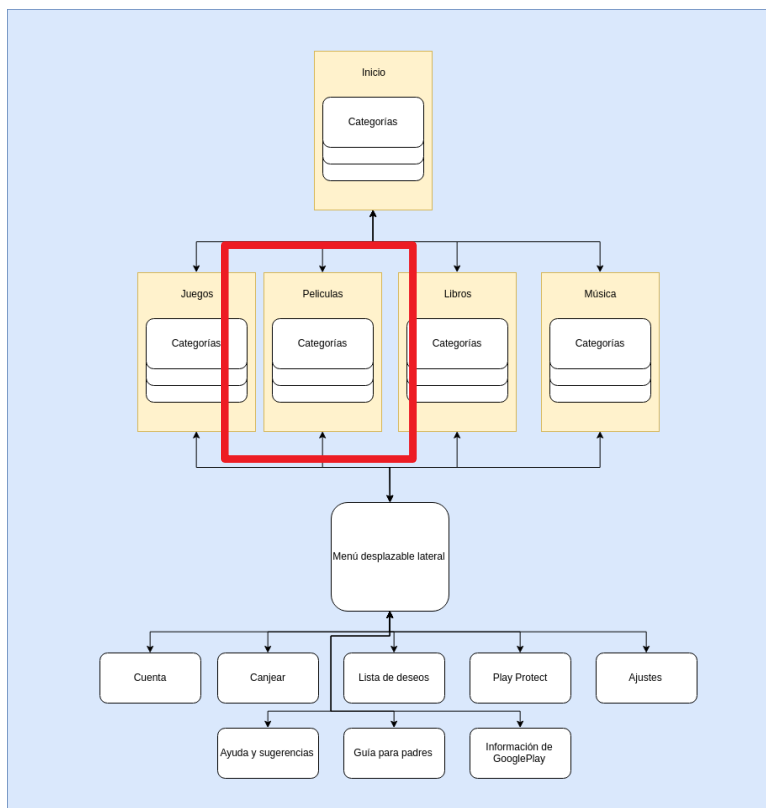 Inicio
Categorías
Juegos
Peliculas
Libros
Música
Categorías
Categorías
Categorías
Categorías
Menú desplazable lateral
Cuenta
Canjear
Lista de deseos
Play Protect
Ajustes
Ayuda y sugerencias
Guía para padres
Información de
GooglePlay